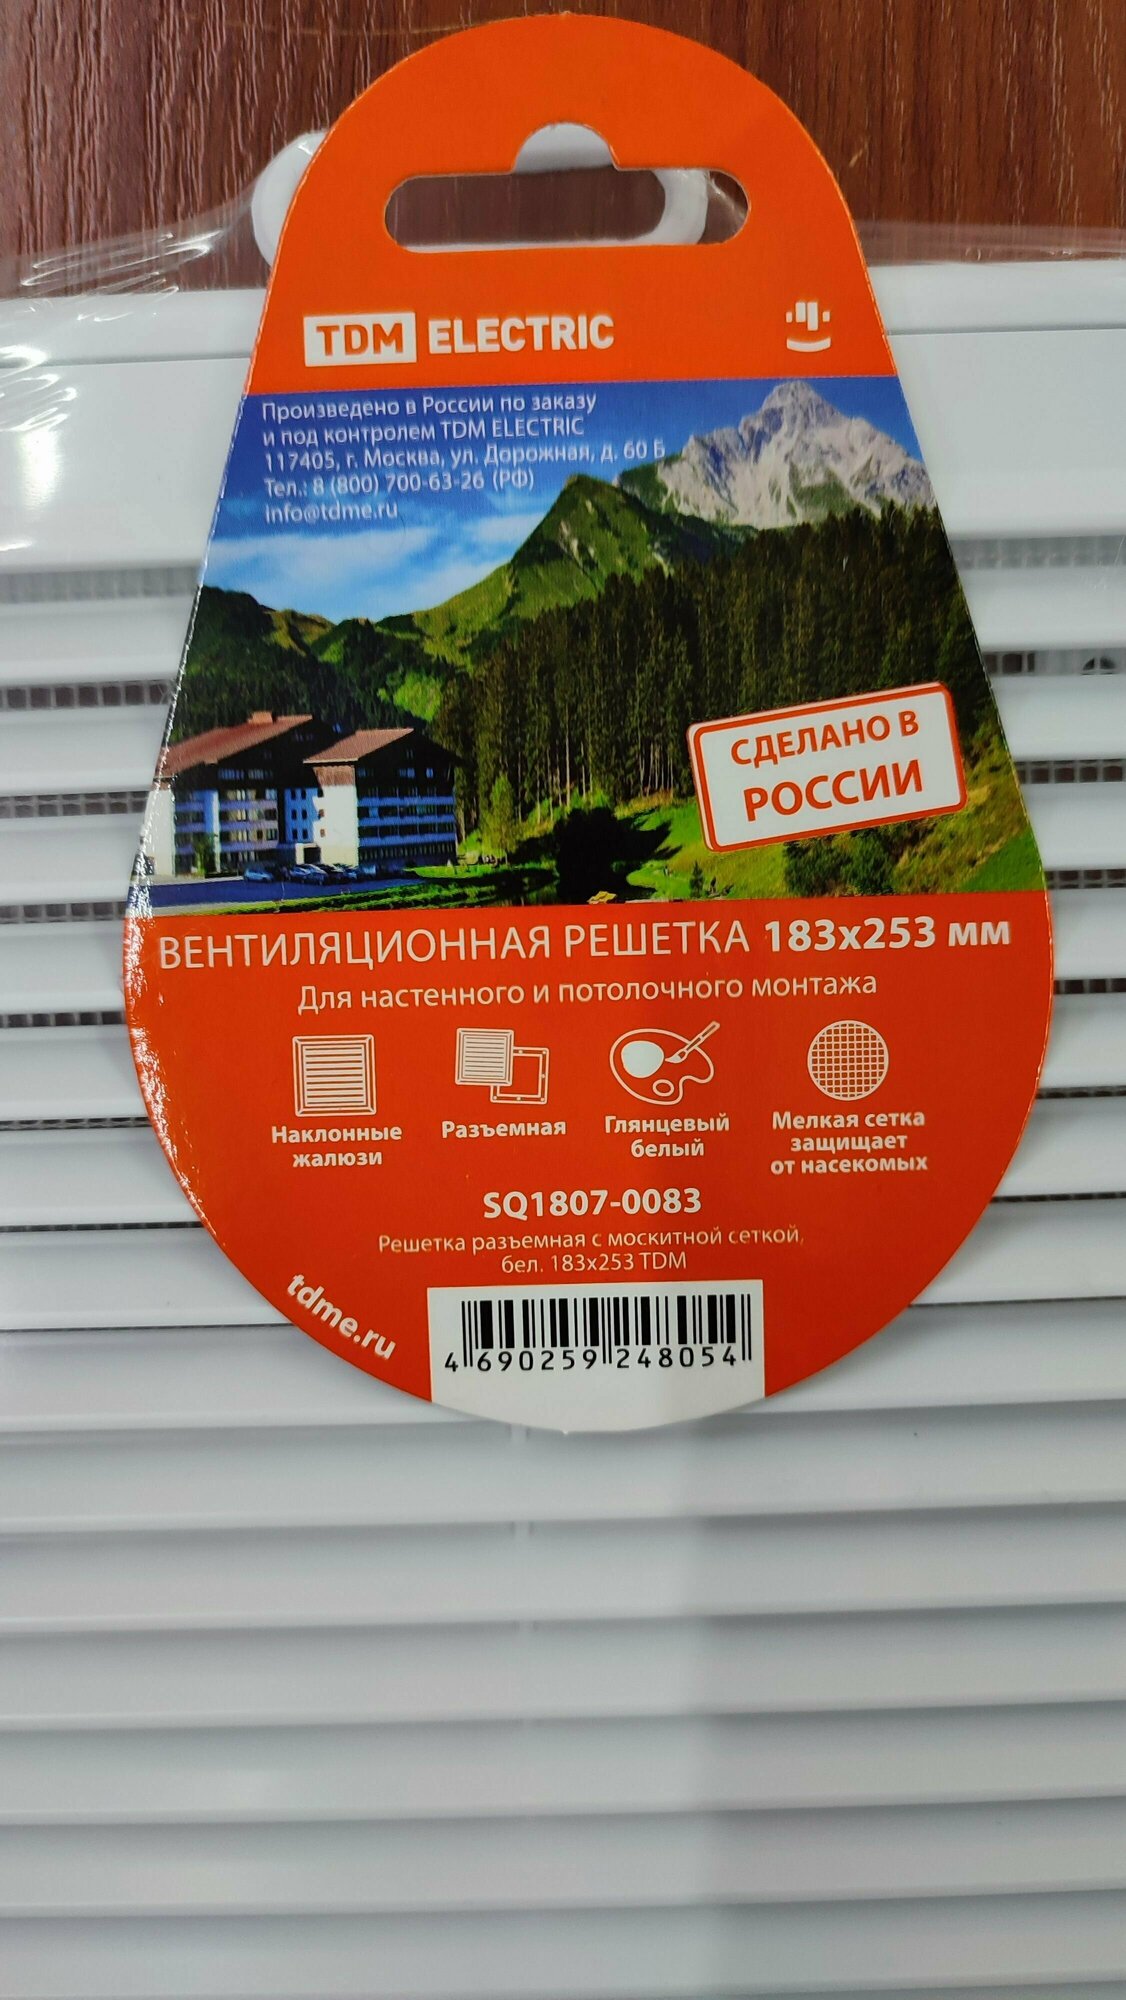 TDM ELECTRIC
Произведено в России по заказу
и под контролем TDM ELECTRIC
117405, г. Москва, ул. Дорожная, д. 60 Б
Тел.: 8 (800) 700-63-26 (РФ)
info@tdme.ru
СДЕЛАНО В
РОССИИ
ВЕНТИЛЯЦИОННАЯ РЕШЕТКА 183х253 мм
Для настенного и потолочного монтажа
Наклонные
жалюзи
Разъемная
Глянцевый
белый
Мелкая сетка
защищает
от насекомых
SQ1807-0083
Решетка разъемная с москитной сеткой,
бел. 183х253 TDM
tdme.ru
4 690259 248054